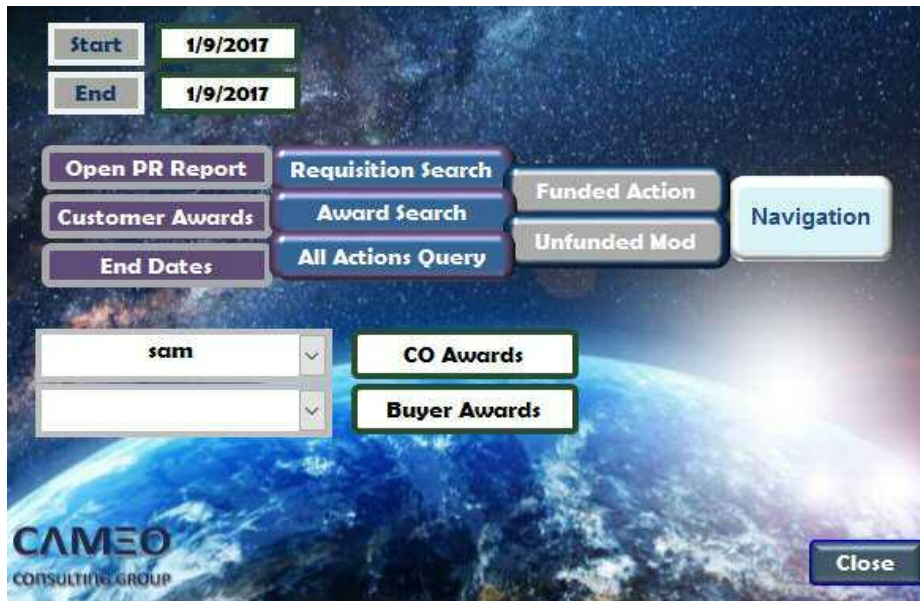 Start 1/9/2017
End 1/9/2017
Open PR Report Requisition Search
Funded Action
Customer Awards Award Search Navigation
Unfunded Mod
End Dates All Actions Query
sam CO Awards
Buyer Awards
CAMEO
CONSULTING GROUP
Close